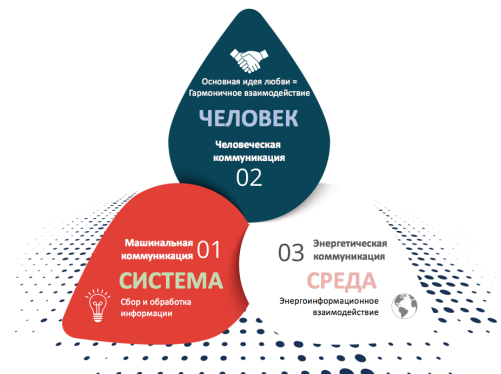 Основная идея любви =
Гармоничное взаимодействие
ЧЕЛОВЕК
Человеческая
коммуникация
02
Машинальная
коммуникация
01
СИСТЕМА
Сбор и обработка
информации
03
Энергетическая
коммуникация
СРЕДА
Энергоинформационное
взаимодействие